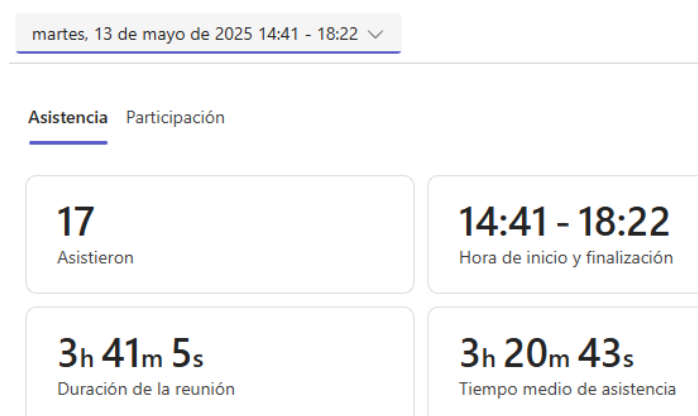 martes, 13 de mayo de 2025 14:41 - 18:22
Asistencia Participación
17
Asistieron
14:41 - 18:22
Hora de inicio y finalización
3h 41m 5s
Duración de la reunión
3h 20m 43s
Tiempo medio de asistencia